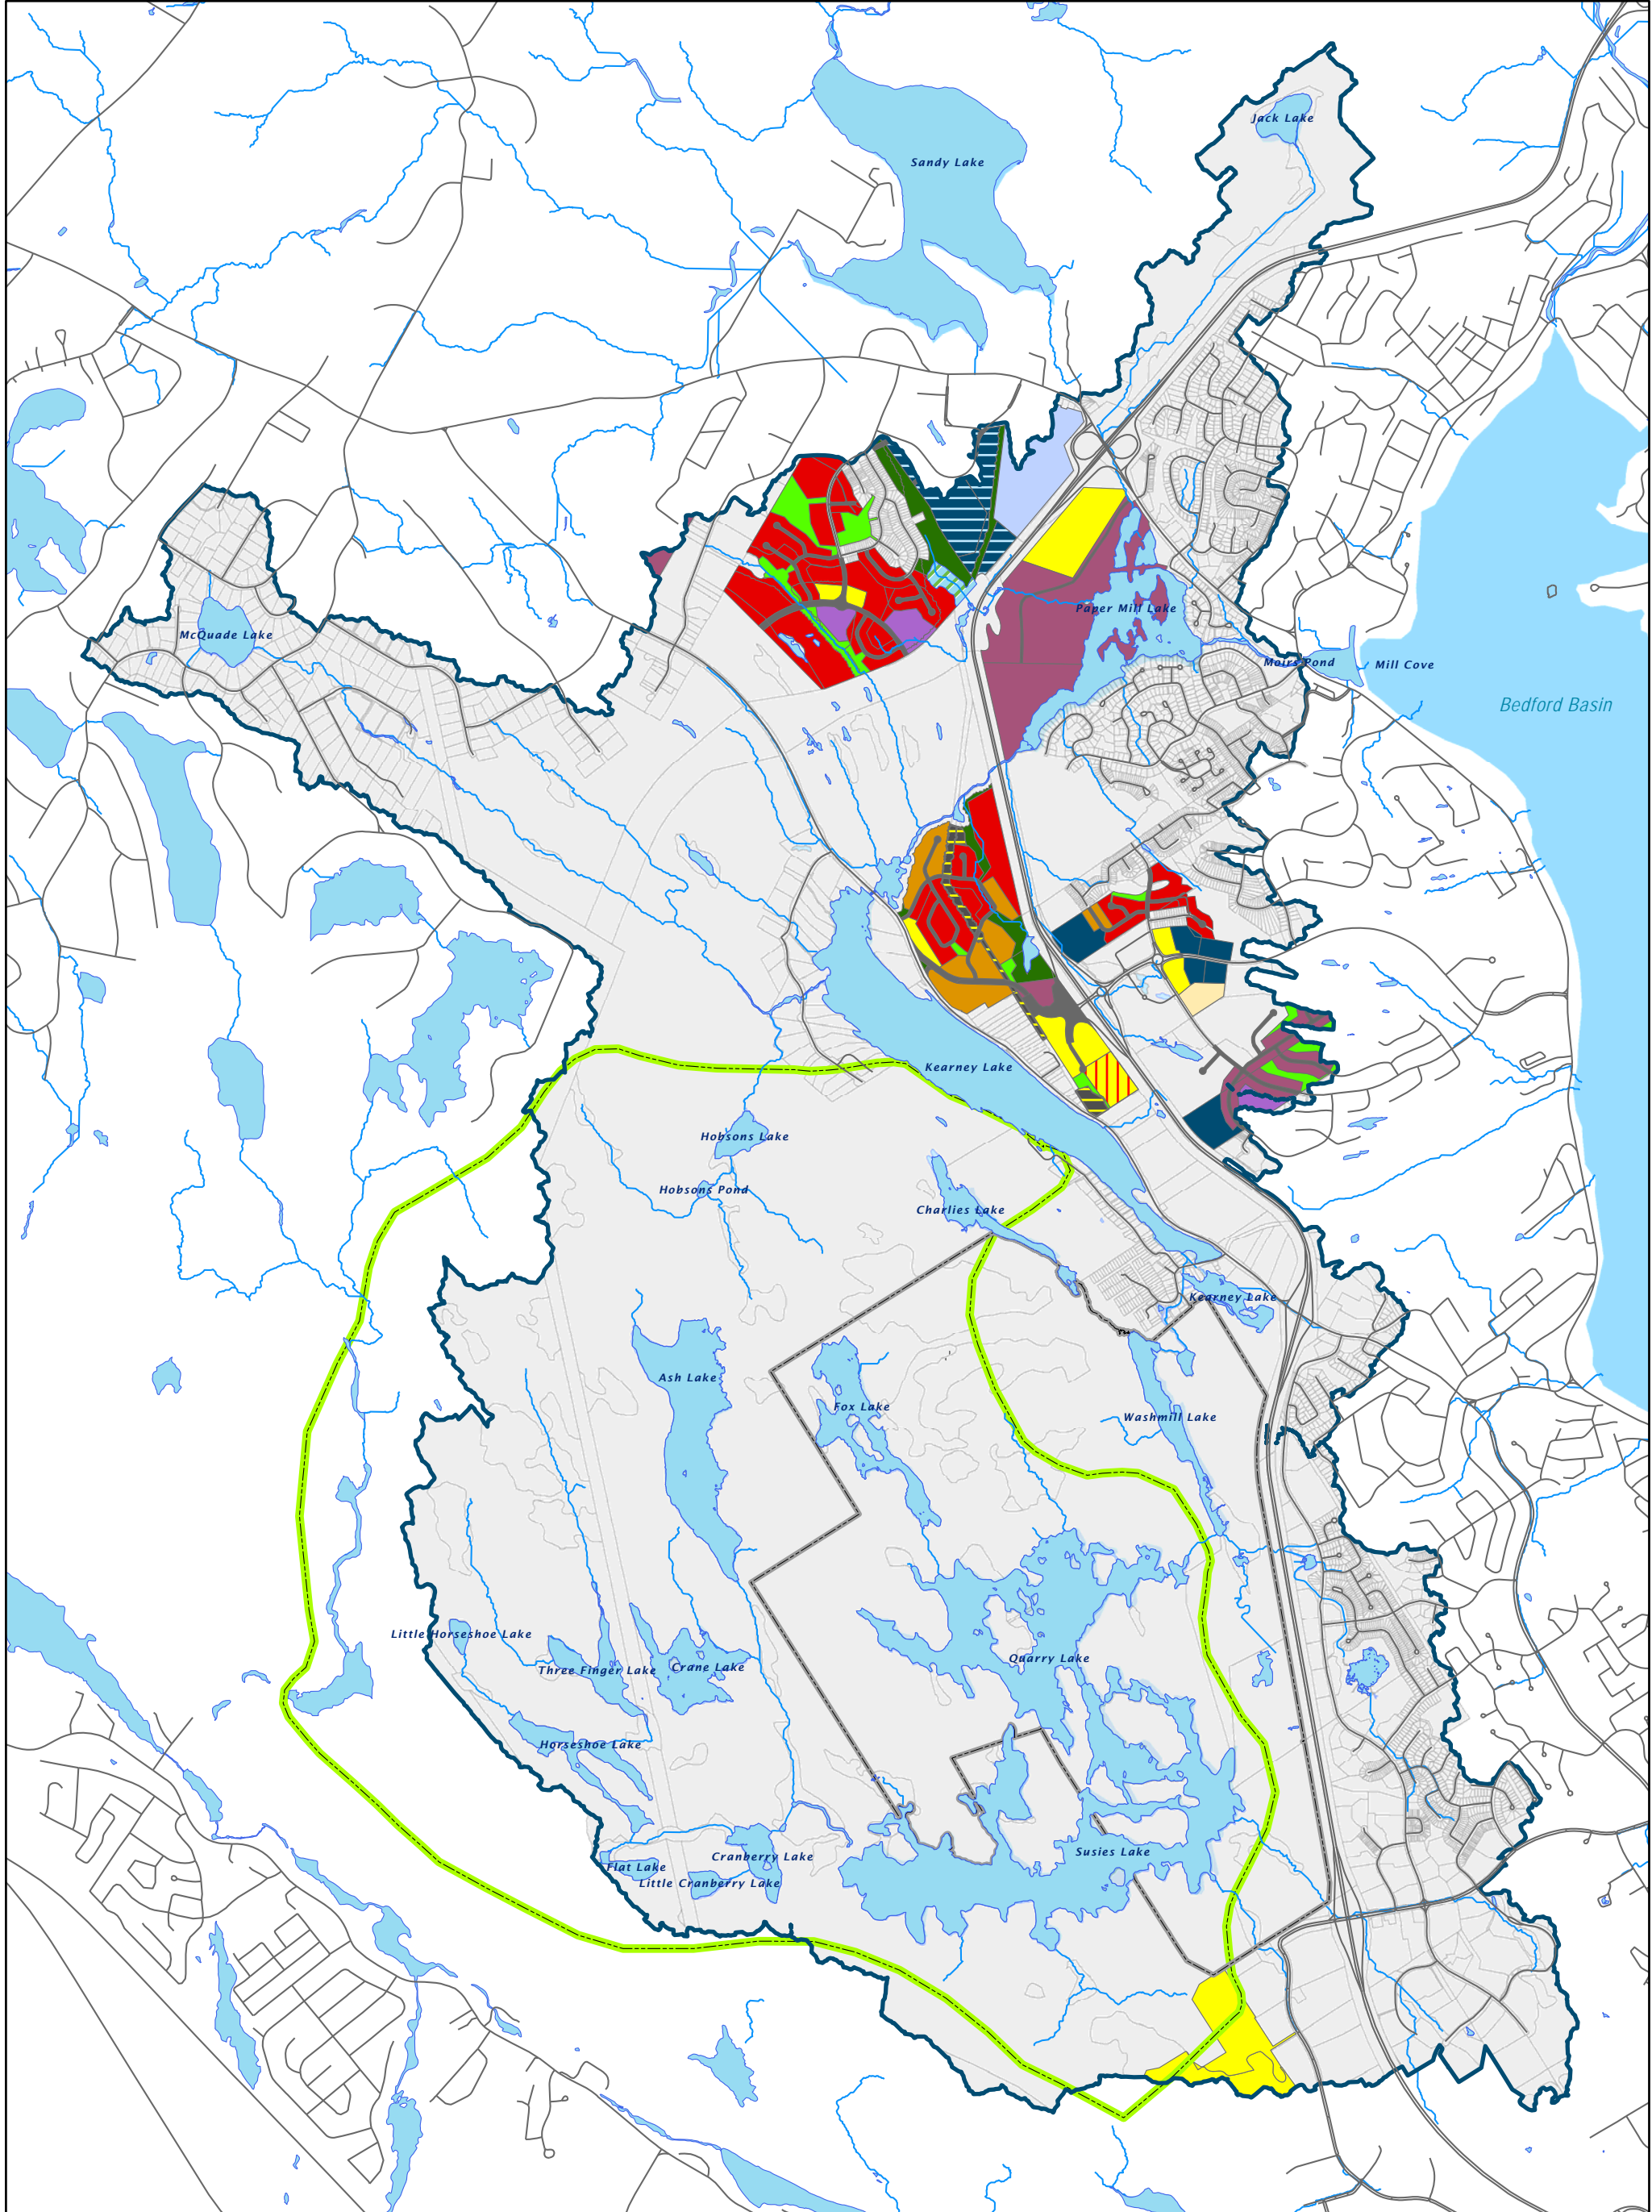 Jack Lake
Sandy Lake
Paper Mill Lake
McQuade Lake
Moirs Pond
Mill Cove
Bedford Basin
Kearney Lake
Hobsons Lake
Hobsons Pond
Charlies Lake
Kearney Lake
Ash Lake
Fox Lake
Washmill Lake
Little Horseshoe Lake
Three Finger Lake
Crane Lake
Quarry Lake
Horseshoe Lake
Susies Lake
Cranberry Lake
Flat Lake
Little Cranberry Lake